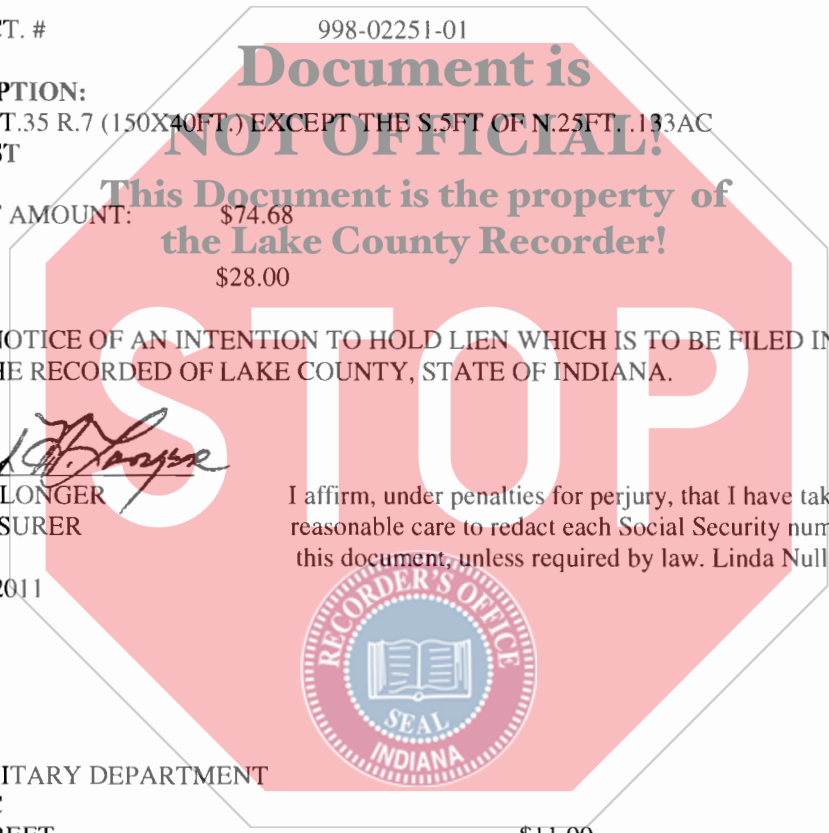 CT. # 998-02251-01
Document is
PTION:
T.35 R.7 (150X40FT.) EXCEPT THE S.5FT OF N.25FT. .133AC
ST
NOT OFFICIAL!
This Document is the property of
AMOUNT: $74.68
the Lake County Recorder!
$28.00
STOP
NOTICE OF AN INTENTION TO HOLD LIEN WHICH IS TO BE FILED IN
HE RECORDED OF LAKE COUNTY, STATE OF INDIANA.
LONGER I affirm, under penalties for perjury, that I have tak
SURER reasonable care to redact each Social Security num
this document, unless required by law. Linda Null
2011
RECORDER'S OFFICE
SEAL
INDIANA
ITARY DEPARTMENT
REET $11.00